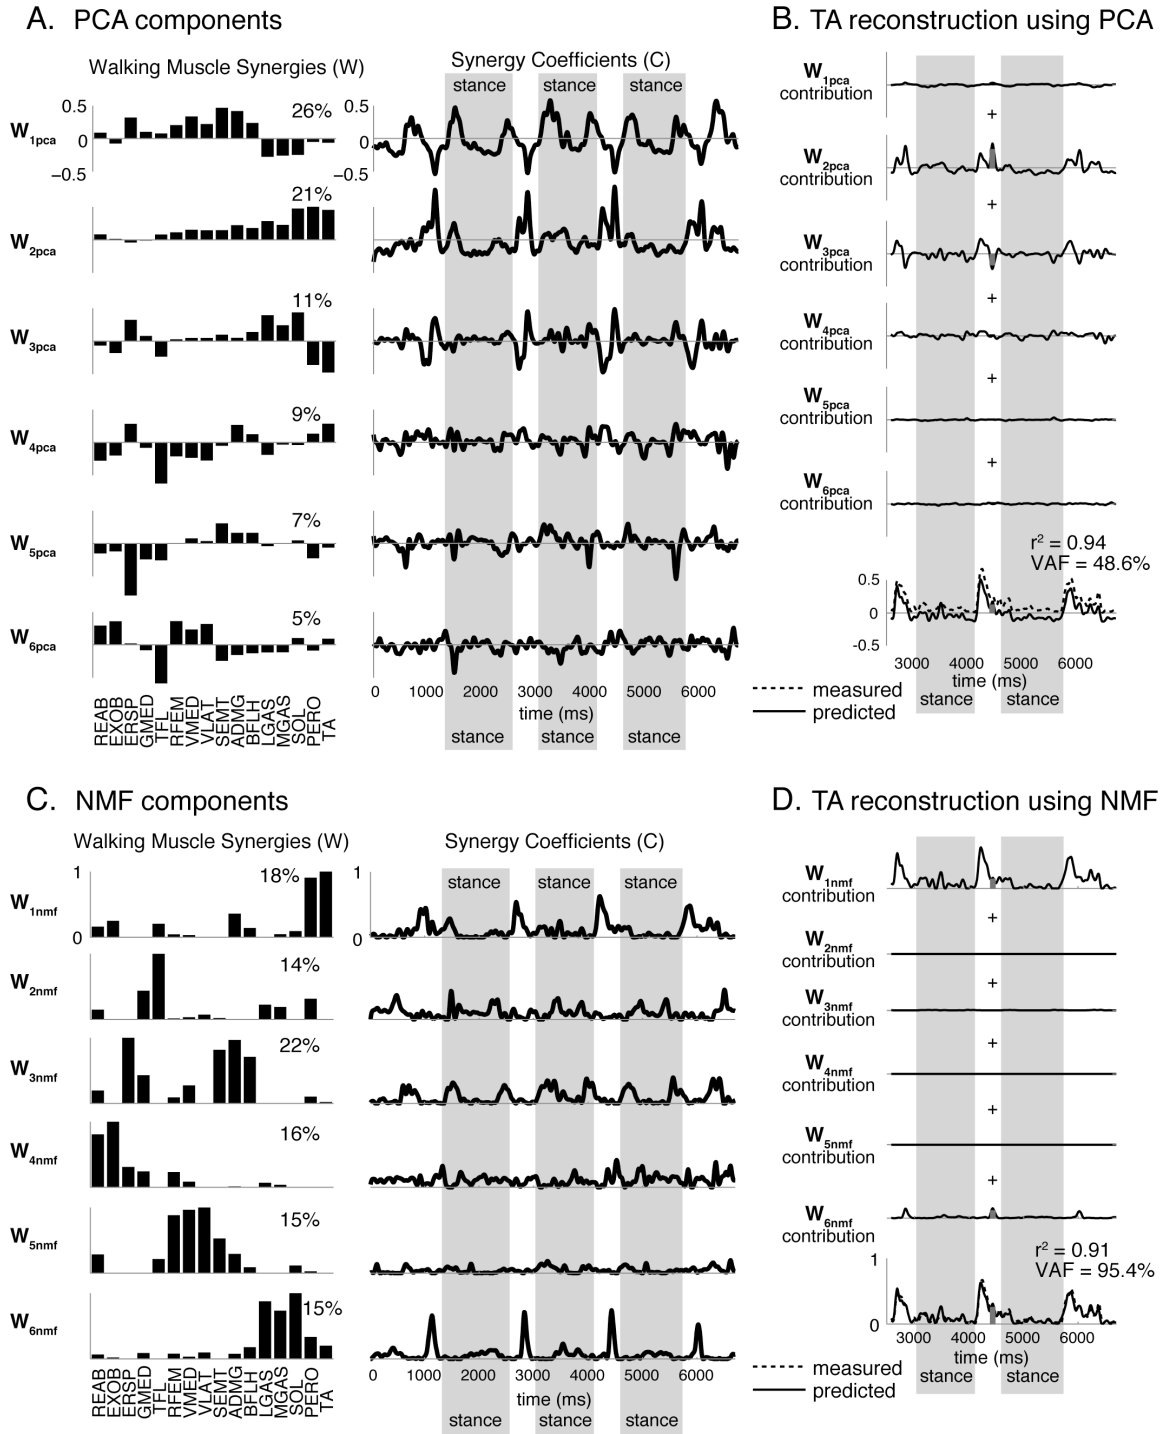 A. PCA components
Walking Muscle Synergies (W)
Synergy Coefficients (C)
stance stance stance
0.5
0
−0.5
0.5
0
−0.5
W1pca
26%
W2pca
21%
W3pca
11%
W4pca
9%
W5pca
7%
W6pca
5%
REAB EXOB ERSP GMED TFL RFEM VMED VLAT SEMT ADMG BFLH LGAS MGAS SOL PERO TA
0 1000 2000 3000 4000 5000 6000
time (ms)
stance stance stance
B. TA reconstruction using PCA
W1pca
contribution
+
W2pca
contribution
+
W3pca
contribution
+
W4pca
contribution
+
W5pca
contribution
+
W6pca
contribution
r2 = 0.94
VAF = 48.6%
0.5
0
-0.5
3000 4000 5000 6000
time (ms)
stance stance
measured
predicted
C. NMF components
Walking Muscle Synergies (W)
Synergy Coefficients (C)
stance stance stance
1
0
1
0
W1nmf
18%
W2nmf
14%
W3nmf
22%
W4nmf
16%
W5nmf
15%
W6nmf
15%
REAB EXOB ERSP GMED TFL RFEM VMED VLAT SEMT ADMG BFLH LGAS MGAS SOL PERO TA
0 1000 2000 3000 4000 5000 6000
time (ms)
stance stance stance
D. TA reconstruction using NMF
W1nmf
contribution
+
W2nmf
contribution
+
W3nmf
contribution
+
W4nmf
contribution
+
W5nmf
contribution
+
W6nmf
contribution
r2 = 0.91
VAF = 95.4%
1
0
3000 4000 5000 6000
time (ms)
stance stance
measured
predicted